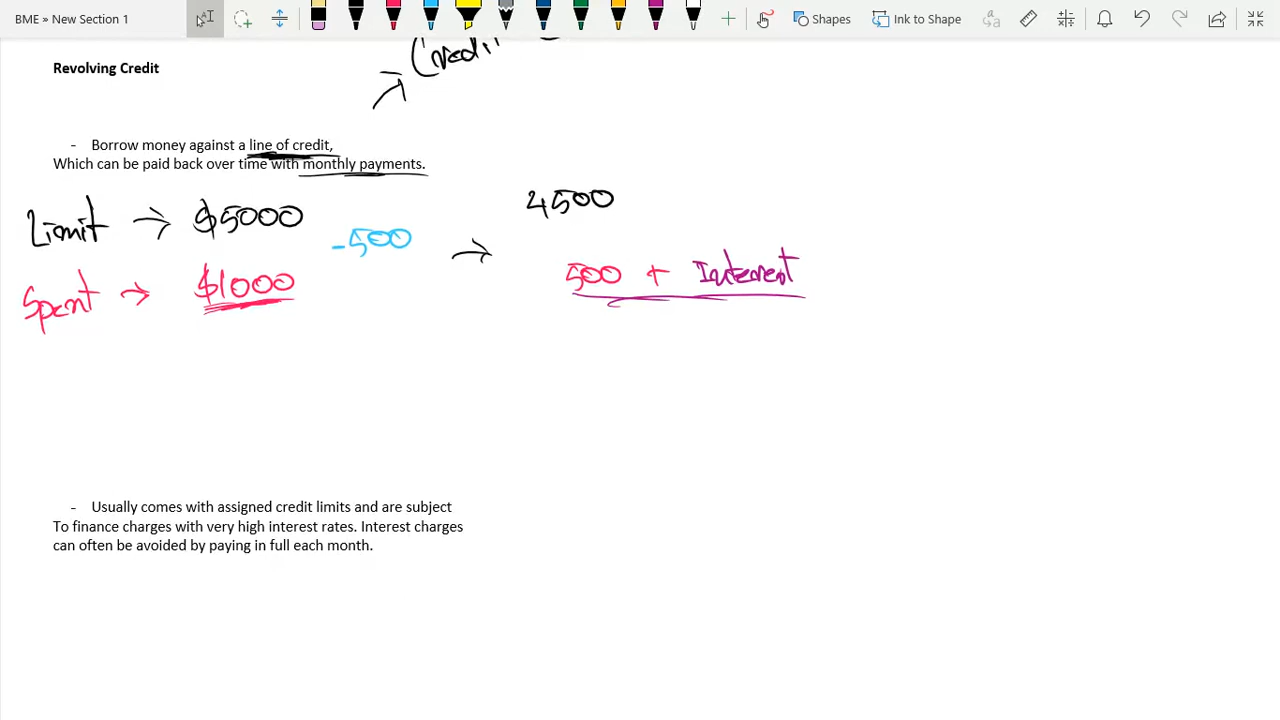 BME » New Section 1
Shapes
Ink to Shape
Credit
Revolving Credit
- Borrow money against a line of credit,
Which can be paid back over time with monthly payments.
Limit → $5000 -500 → 4500
Spent → $1000 500 + Interest
- Usually comes with assigned credit limits and are subject
To finance charges with very high interest rates. Interest charges
can often be avoided by paying in full each month.